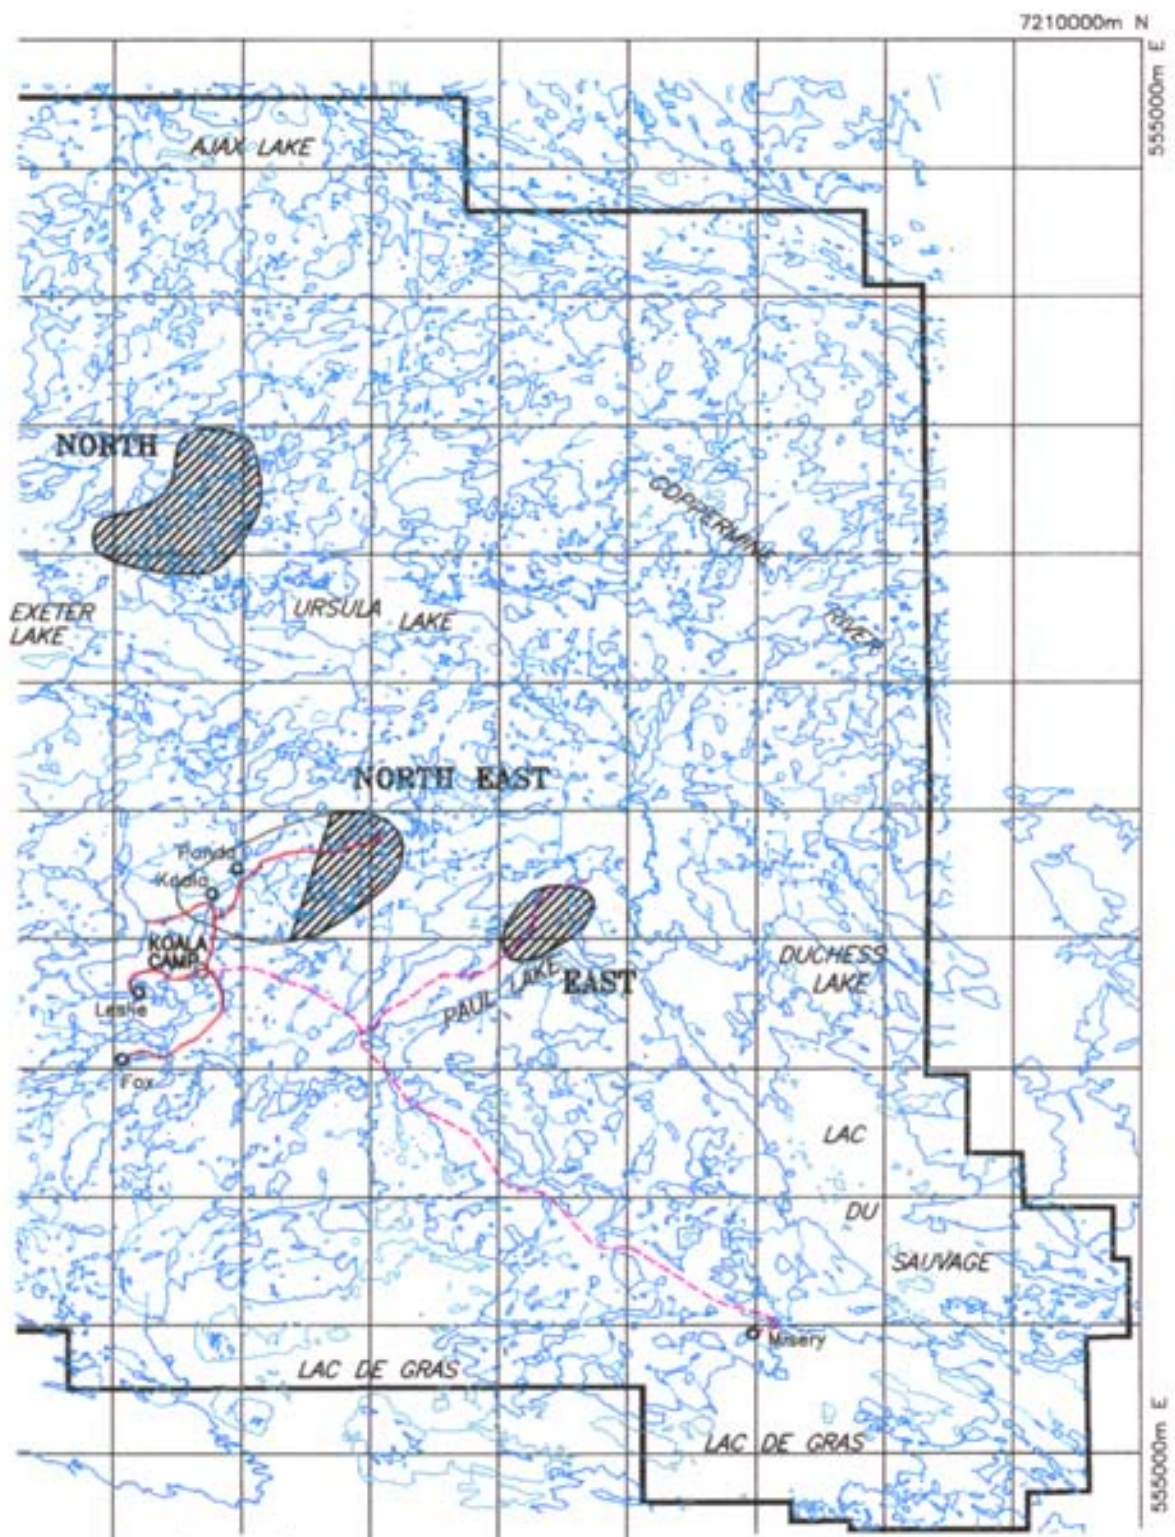 7210000m N
555000m E
AJAX LAKE
NORTH
COPPERMINE
RIVER
EXETER
LAKE
URSULA LAKE
NORTH EAST
Panda
Koala
KOALA
CAMP
Leslie
Fox
PAUL LAKE
EAST
DUCHESS
LAKE
LAC
DU
SAUVAGE
Misery
LAC DE GRAS
LAC DE GRAS
555000m E